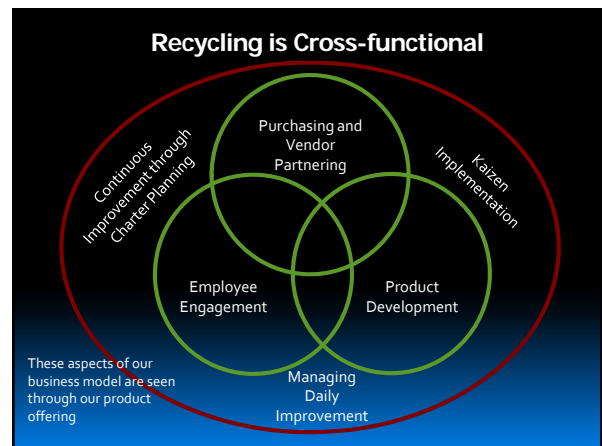 Recycling is Cross-functional
Purchasing and
Vendor
Partnering
Continuous
Improvement through
Charter Planning
Kaizen
Implementation
Employee
Engagement
Product
Development
These aspects of our
business model are seen
through our product
offering
Managing
Daily
Improvement